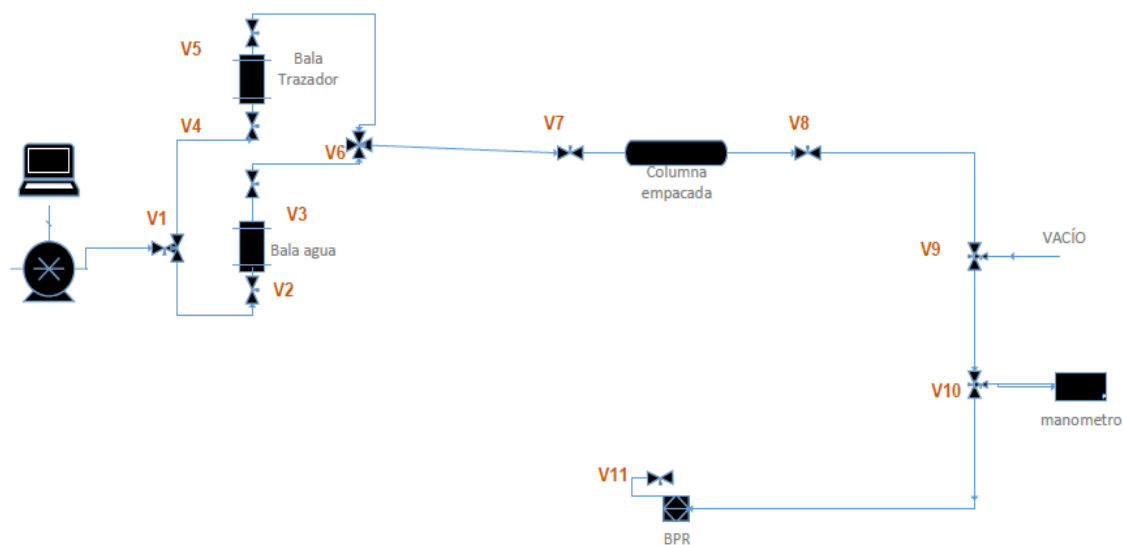 V5
Bala
Trazador
V4
V6
V7
V8
Columna
empacada
V1
V3
Bala agua
V2
V9
VACÍO
V10
manometro
V11
BPR